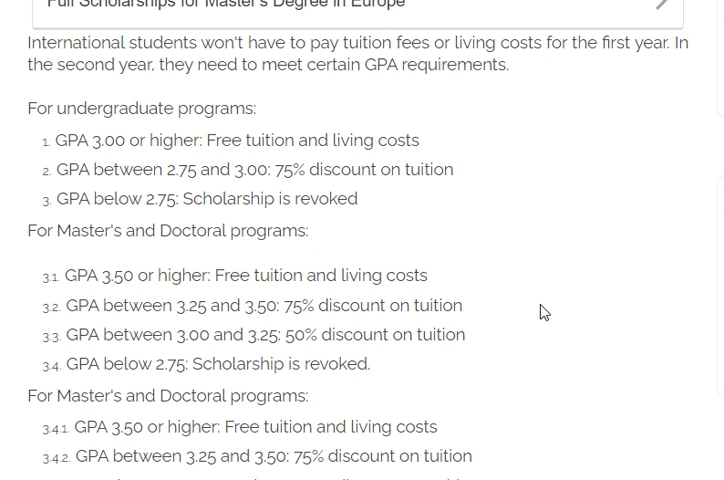 Full Scholarships for Master's Degree in Europe
International students won't have to pay tuition fees or living costs for the first year. In
the second year, they need to meet certain GPA requirements.
For undergraduate programs:
1. GPA 3.00 or higher: Free tuition and living costs
2. GPA between 2.75 and 3.00: 75% discount on tuition
3. GPA below 2.75: Scholarship is revoked
For Master's and Doctoral programs:
3.1. GPA 3.50 or higher: Free tuition and living costs
3.2. GPA between 3.25 and 3.50: 75% discount on tuition
3.3. GPA between 3.00 and 3.25: 50% discount on tuition
3.4. GPA below 2.75: Scholarship is revoked.
For Master's and Doctoral programs:
3.4.1. GPA 3.50 or higher: Free tuition and living costs
3.4.2. GPA between 3.25 and 3.50: 75% discount on tuition